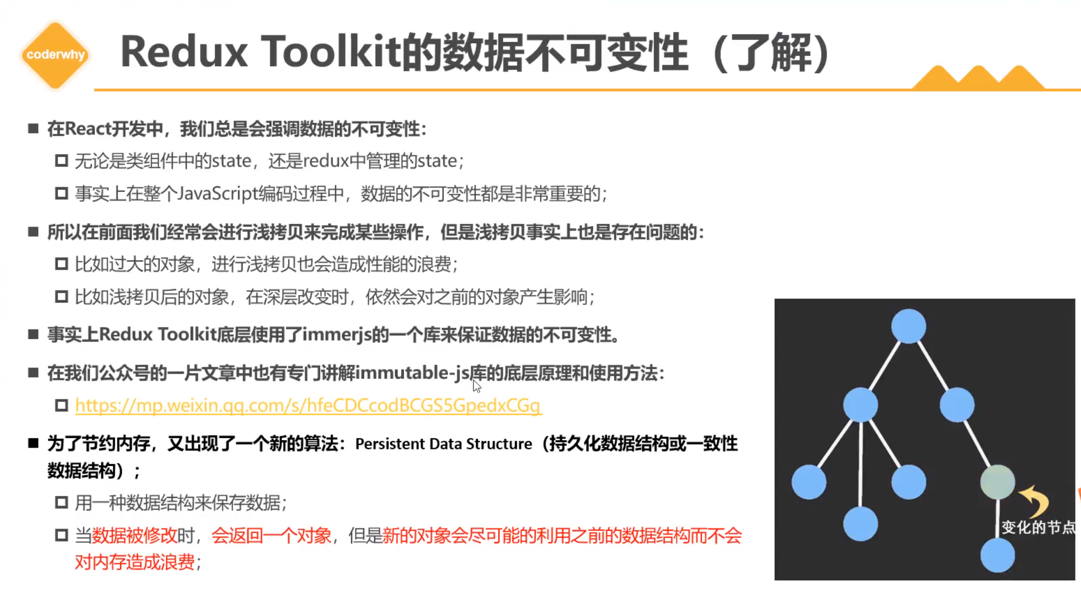 coderwhy
Redux Toolkit的数据不可变性（了解）
在React开发中，我们总是会强调数据的不可变性：
无论是类组件中的state，还是redux中管理的state；
事实上在整个JavaScript编码过程中，数据的不可变性都是非常重要的；
所以在前面我们经常会进行浅拷贝来完成某些操作，但是浅拷贝事实上也是存在问题的：
比如过大的对象，进行浅拷贝也会造成性能的浪费；
比如浅拷贝后的对象，在深层改变时，依然会对之前的对象产生影响；
事实上Redux Toolkit底层使用了immerjs的一个库来保证数据的不可变性。
在我们公众号的一片文章中也有专门讲解immutable-js库的底层原理和使用方法：
https://mp.weixin.qq.com/s/hfeCDCcodBCGS5GpedxCGg
为了节约内存，又出现了一个新的算法：Persistent Data Structure（持久化数据结构或一致性
数据结构）；
用一种数据结构来保存数据；
当数据被修改时，会返回一个对象，但是新的对象会尽可能的利用之前的数据结构而不会
对内存造成浪费；
变化的节点